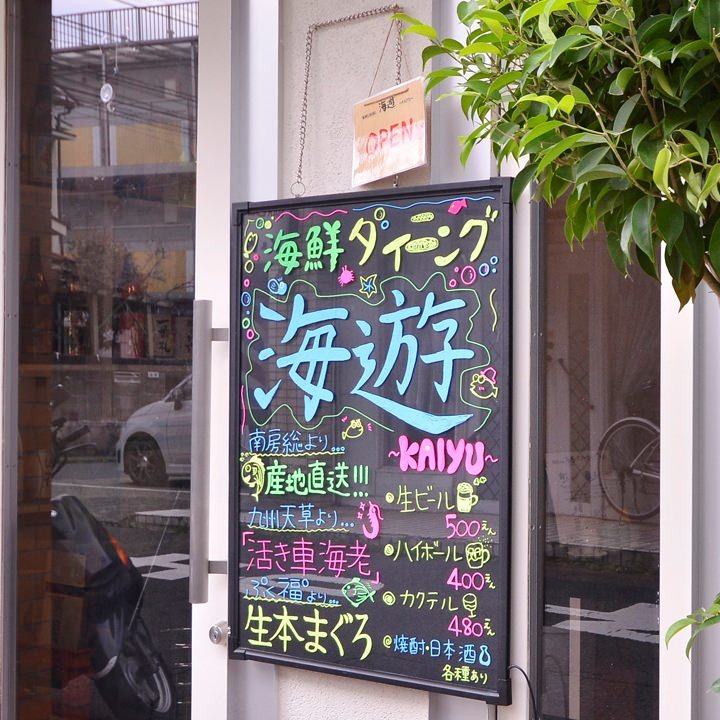 海遊
OPEN
海鮮ダイニング
海遊
~KAIYU~
南房総より...
産地直送!!!
九州天草より...
「活き車海老」
ぷく福より...
生本まぐろ
生ビール
500えん
ハイボール
400えん
カクテル
480えん
焼酎・日本酒
各種あり